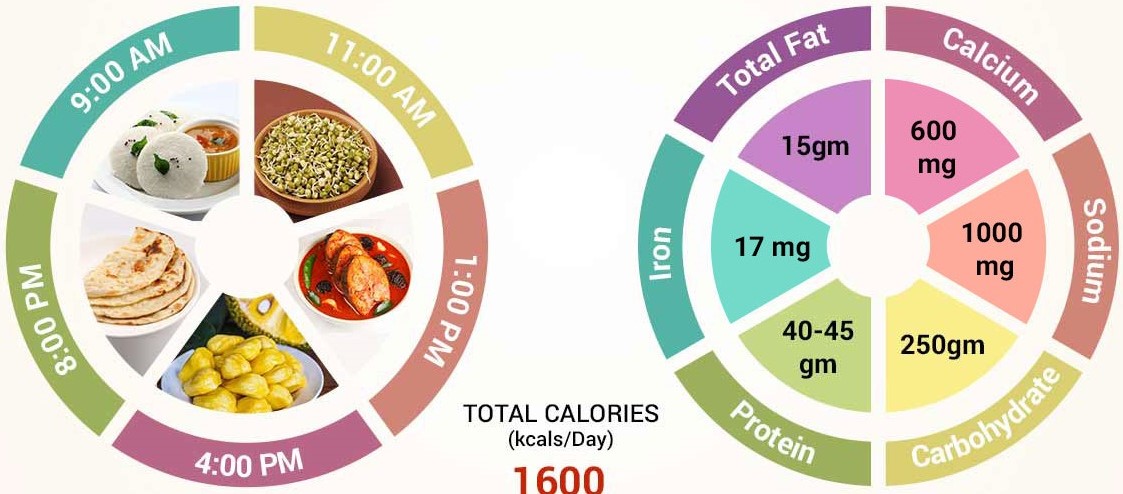 9:00 AM
11:00 AM
1:00 PM
4:00 PM
8:00 PM
TOTAL CALORIES
(kcals/Day)
1600
Total Fat
15gm
Calcium
600
mg
Sodium
1000
mg
Carbohydrate
250gm
Protein
40-45
gm
Iron
17 mg